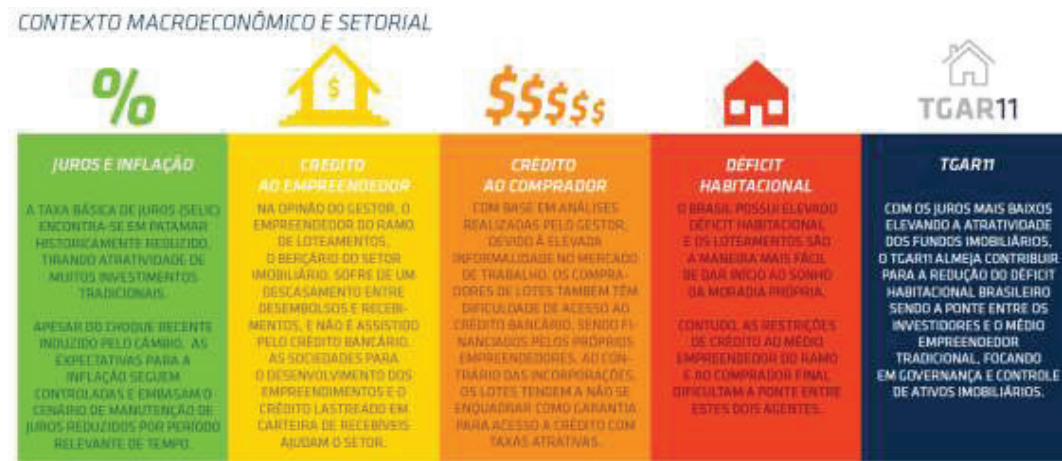 CONTEXTO MACROECONÔMICO E SETORIAL
%
$
$$$$$
TGAR11
JUROS E INFLAÇÃO
A TAXA BÁSICA DE JUROS (SELIC)
ENCONTRA-SE EM PATAMAR
HISTORICAMENTE REDUZIDO,
TIRANDO ATRATIVIDADE DE
MUITOS INVESTIMENTOS
TRADICIONAIS.
APESAR DO CHOQUE RECENTE
INDUZIDO PELO CÂMBIO, AS
EXPECTATIVAS PARA A
INFLAÇÃO SEGUEM
CONTROLADAS E EMBASAM O
CENÁRIO DE MANUTENÇÃO DE
JUROS REDUZIDOS POR PERÍODO
RELEVANTE DE TEMPO.
CRÉDITO
AO EMPREENDEDOR
NA OPINIÃO DO GESTOR, O
EMPREENDEDOR DO RAMO
DE LOTEAMENTOS,
O BERÇÁRIO DO SETOR
IMOBILIÁRIO, SOFRE DE UM
DESCASAMENTO ENTRE
DESEMBOLSOS E RECEBI-
MENTOS, E NÃO É ASSISTIDO
PELO CRÉDITO BANCÁRIO.
AS SOCIEDADES PARA
O DESENVOLVIMENTO DOS
EMPREENDIMENTOS E O
CRÉDITO LASTREADO EM
CARTEIRA DE RECEBÍVEIS
AJUDAM O SETOR.
CRÉDITO
AO COMPRADOR
COM BASE EM ANÁLISES
REALIZADAS PELO GESTOR,
DEVIDO À ELEVADA
INFORMALIDADE NO MERCADO
DE TRABALHO, OS COMPRA-
DORES DE LOTES TAMBÉM TÊM
DIFICULDADE DE ACESSO AO
CRÉDITO BANCÁRIO, SENDO FI-
NANCIADOS PELOS PRÓPRIOS
EMPREENDEDORES. AO CON-
TRÁRIO DAS INCORPORAÇÕES,
OS LOTES TENDEM A NÃO SE
ENQUADRAR COMO GARANTIA
PARA ACESSO A CRÉDITO COM
TAXAS ATRATIVAS.
DÉFICIT
HABITACIONAL
O BRASIL POSSUI ELEVADO
DÉFICIT HABITACIONAL
E OS LOTEAMENTOS SÃO
A MANEIRA MAIS FÁCIL
DE DAR INÍCIO AO SONHO
DA MORADIA PRÓPRIA.
CONTUDO, AS RESTRIÇÕES
DE CRÉDITO AO MÉDIO
EMPREENDEDOR DO RAMO
E AO COMPRADOR FINAL
DIFICULTAM A PONTE ENTRE
ESTES DOIS AGENTES.
TGAR11
COM OS JUROS MAIS BAIXOS
ELEVANDO A ATRATIVIDADE
DOS FUNDOS IMOBILIÁRIOS,
O TGAR11 ALMEJA CONTRIBUIR
PARA A REDUÇÃO DO DÉFICIT
HABITACIONAL BRASILEIRO
SENDO A PONTE ENTRE OS
INVESTIDORES E O MÉDIO
EMPREENDEDOR
TRADICIONAL, FOCANDO
EM GOVERNANÇA E CONTROLE
DE ATIVOS IMOBILIÁRIOS.